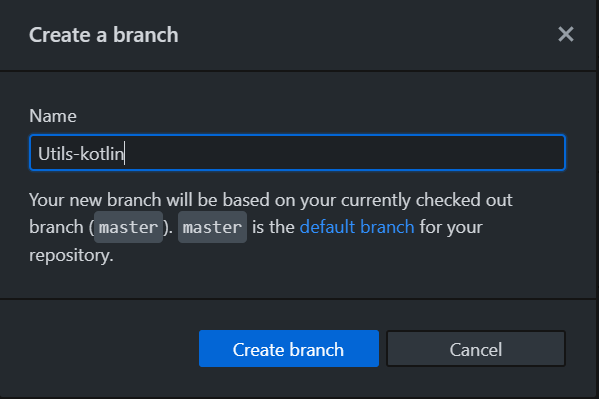 Create a branch
Name
Utils-kotlin
Your new branch will be based on your currently checked out
branch (master). master is the default branch for your
repository.
Create branch
Cancel